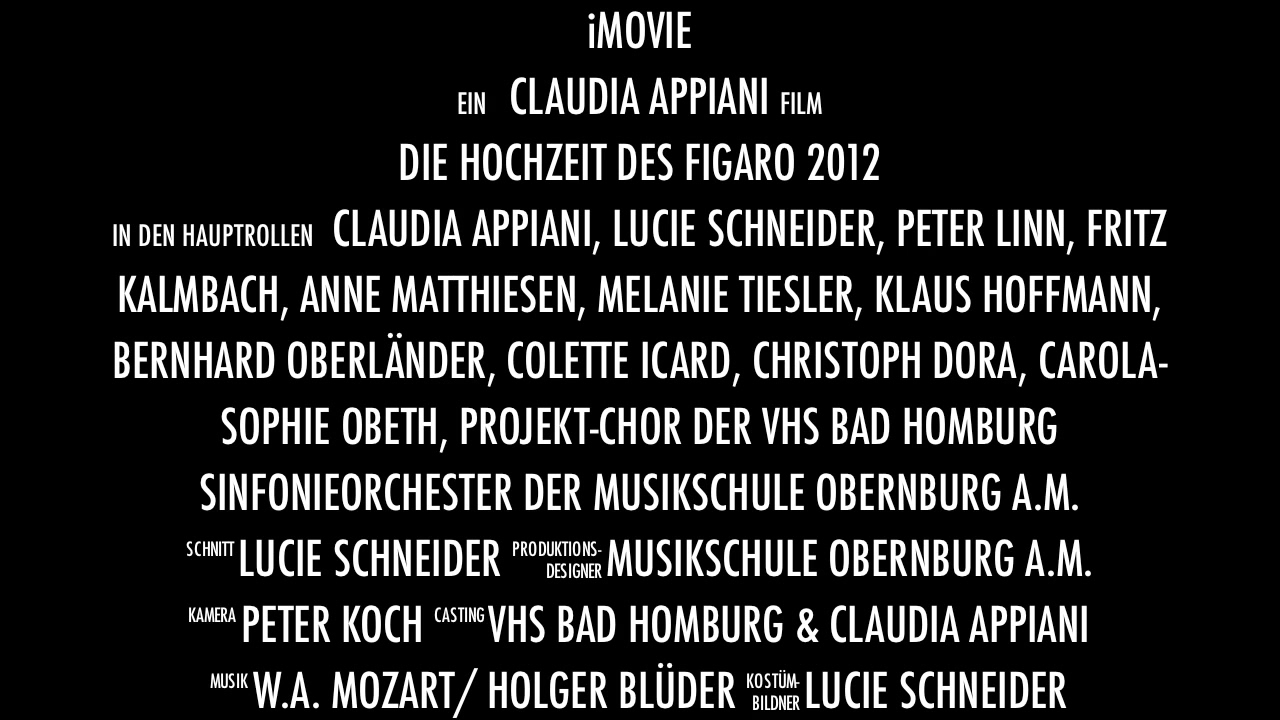 iMOVIE
EIN CLAUDIA APPIANI FILM
DIE HOCHZEIT DES FIGARO 2012
IN DEN HAUPTROLLEN CLAUDIA APPIANI, LUCIE SCHNEIDER, PETER LINN, FRITZ
KALMBACH, ANNE MATTHIESEN, MELANIE TIESLER, KLAUS HOFFMANN,
BERNHARD OBERLÄNDER, COLETTE ICARD, CHRISTOPH DORA, CAROLA-
SOPHIE OBETH, PROJEKT-CHOR DER VHS BAD HOMBURG
SINFONIEORCHESTER DER MUSIKSCHULE OBERNBURG A.M.
SCHNITT LUCIE SCHNEIDER PRODUKTIONS-DESIGNER MUSIKSCHULE OBERNBURG A.M.
KAMERA PETER KOCH CASTING VHS BAD HOMBURG & CLAUDIA APPIANI
MUSIK W.A. MOZART/ HOLGER BLÜDER KOSTÜM-BILDNER LUCIE SCHNEIDER